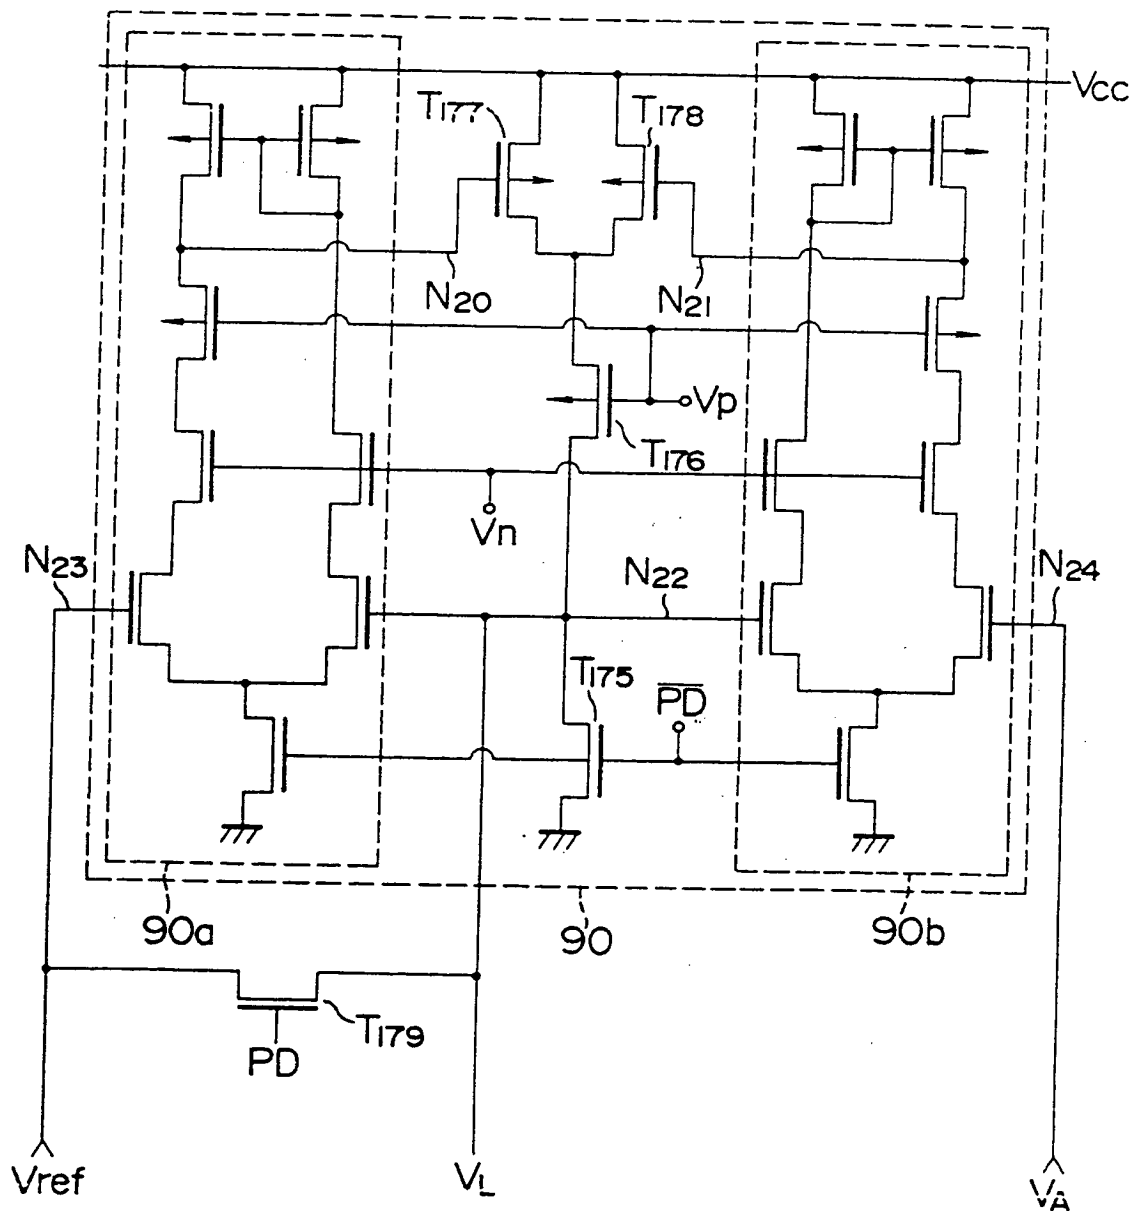 VCC
T177
T178
N20
N21
Vp
T176
Vn
N23
N22
N24
T175
P̅D̅
90a
90
90b
T179
PD
Vref
VL
VA